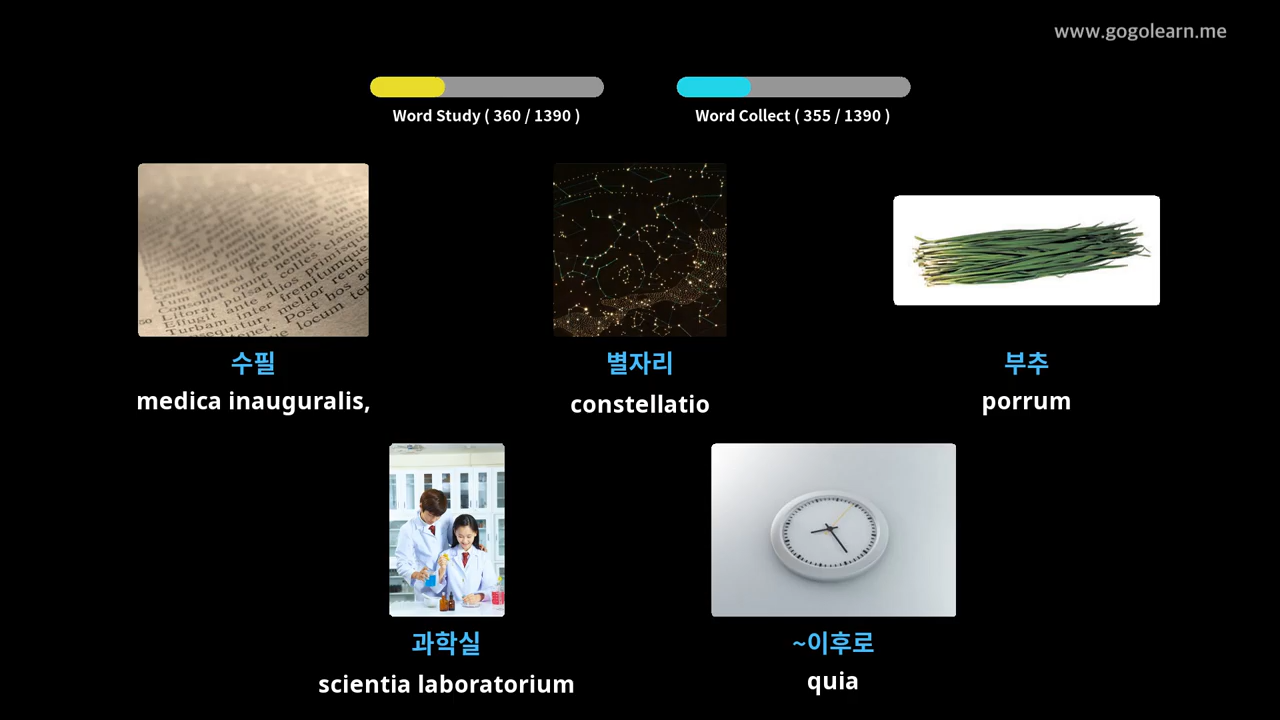 www.gogolearn.me
Word Study ( 360 / 1390 )
Word Collect ( 355 / 1390 )
수필
medica inauguralis,
별자리
constellatio
부추
porrum
과학실
scientia laboratorium
~이후로
quia